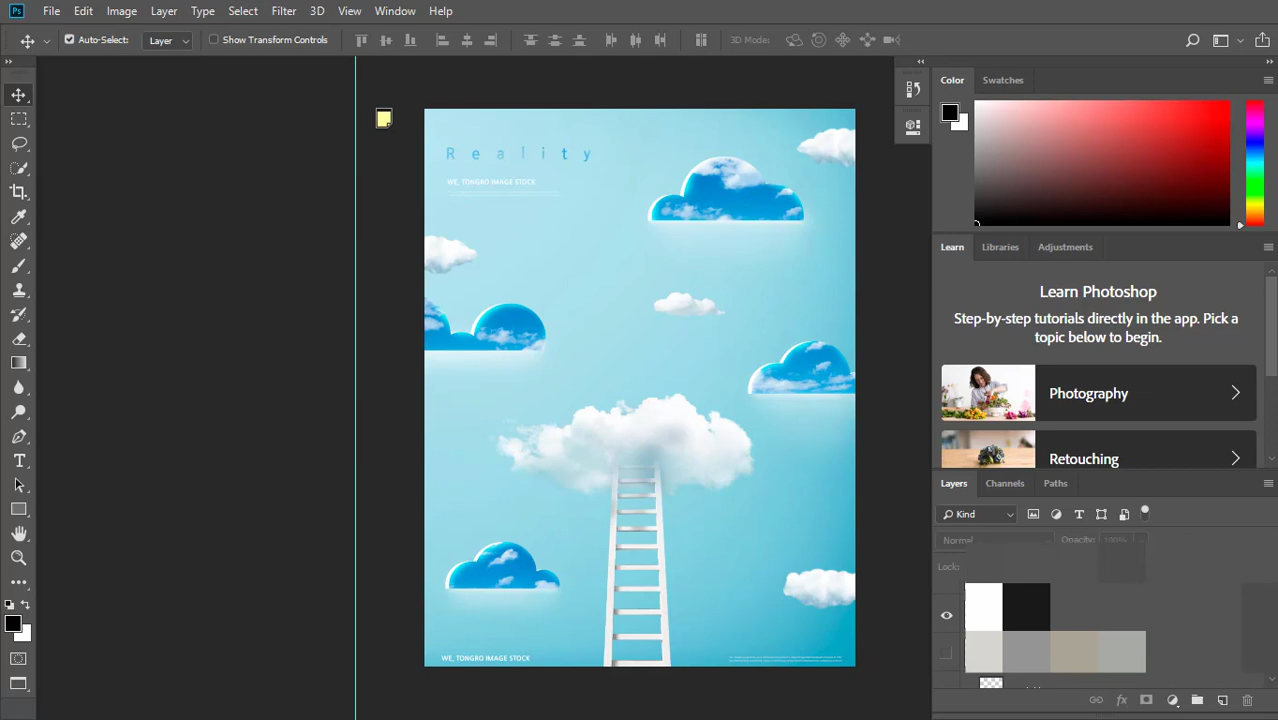 Ps File Edit Image Layer Type Select Filter 3D View Window Help
Auto-Select: Layer Show Transform Controls 3D Mode:
Color Swatches
Reality
WE, TONGRO IMAGE STOCK
Learn Libraries Adjustments
Learn Photoshop
Step-by-step tutorials directly in the app. Pick a
topic below to begin.
Photography
Retouching
Layers Channels Paths
Kind
Normal Opacity: 100%
Lock:
T
WE, TONGRO IMAGE STOCK